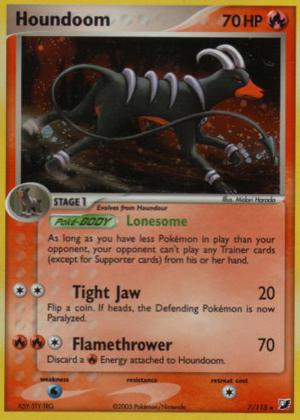 Houndoom 70 HP
Illus. Midori Harada
STAGE 1
Evolves from Houndour
Poké-BODY Lonesome
As long as you have less Pokémon in play than your
opponent, your opponent can't play any Trainer cards
(except for Supporter cards) from his or her hand.
Tight Jaw 20
Flip a coin. If heads, the Defending Pokémon is now
Paralyzed.
Flamethrower 70
Discard a Energy attached to Houndoom.
weakness resistance retreat cost
©2005 Pokémon/Nintendo 7/115